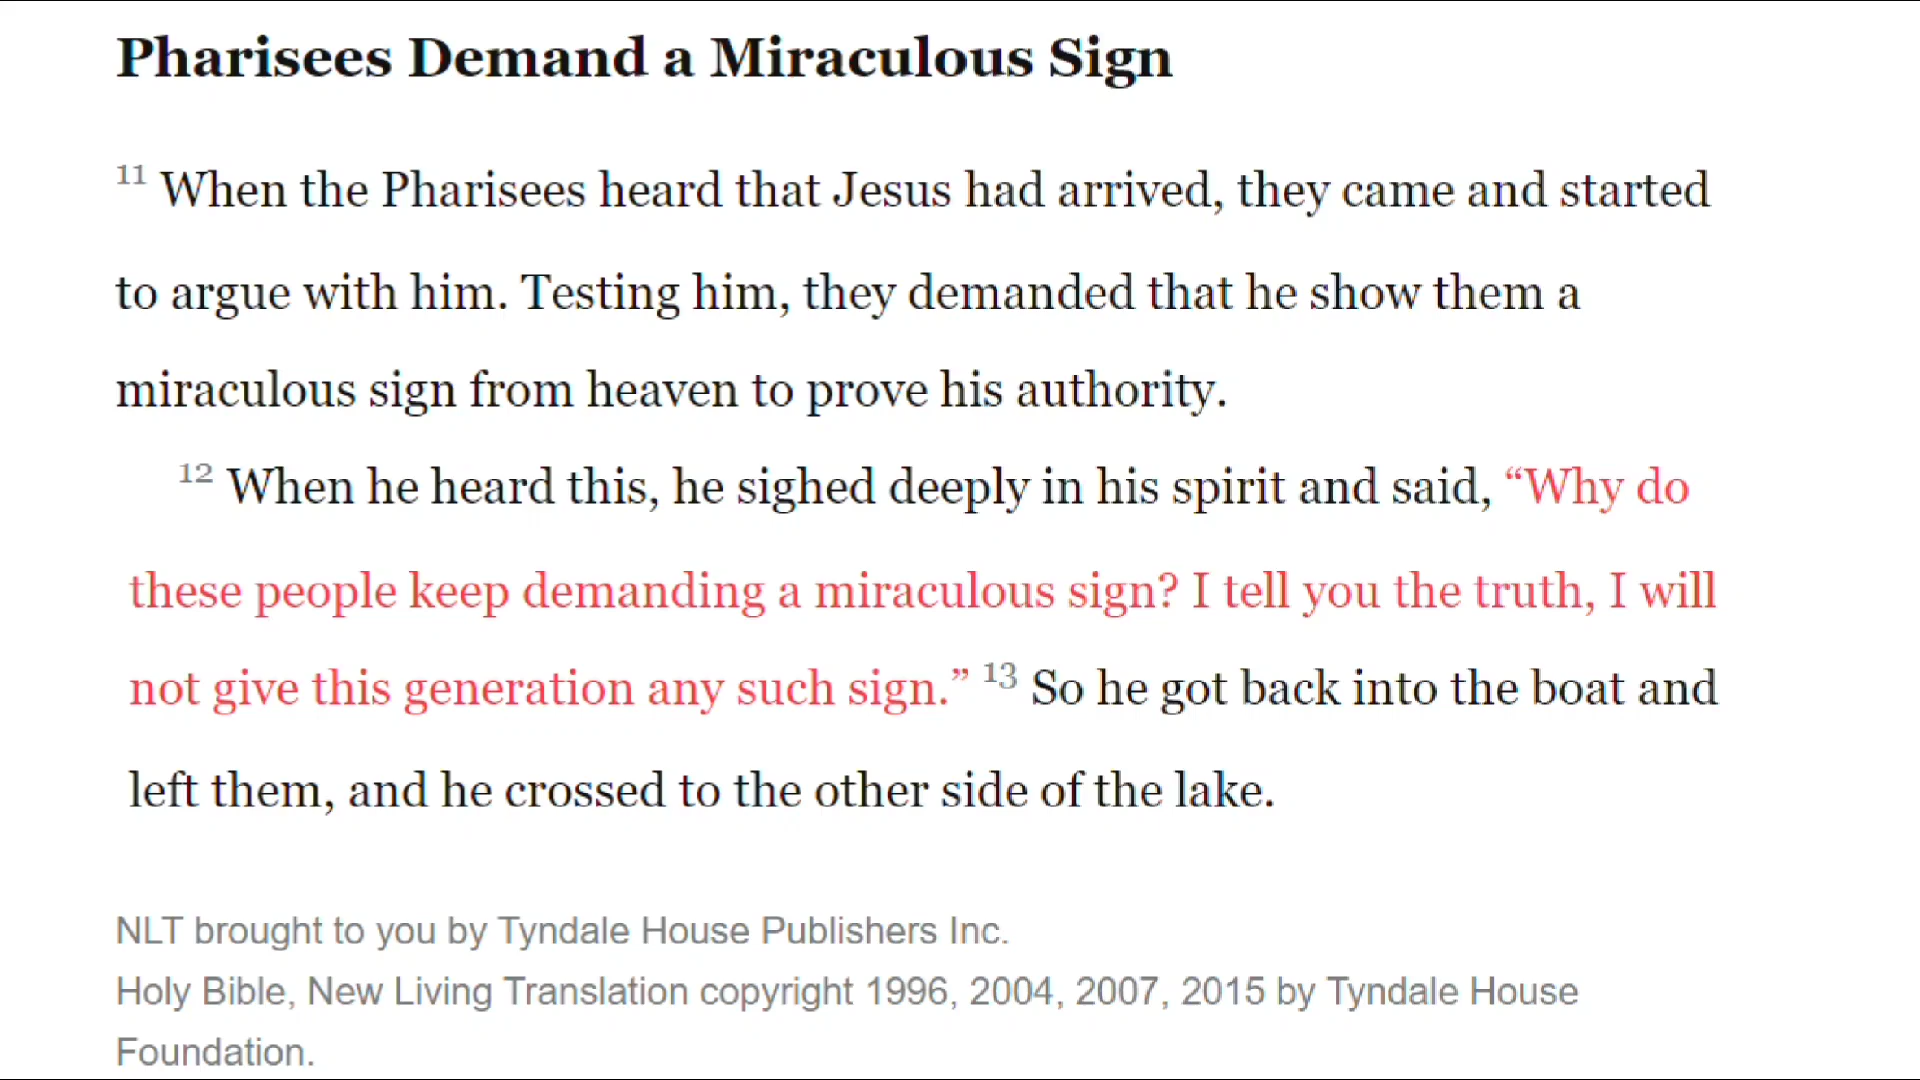 Pharisees Demand a Miraculous Sign
11 When the Pharisees heard that Jesus had arrived, they came and started
to argue with him. Testing him, they demanded that he show them a
miraculous sign from heaven to prove his authority.
12 When he heard this, he sighed deeply in his spirit and said, “Why do
these people keep demanding a miraculous sign? I tell you the truth, I will
not give this generation any such sign.” 13 So he got back into the boat and
left them, and he crossed to the other side of the lake.
NLT brought to you by Tyndale House Publishers Inc.
Holy Bible, New Living Translation copyright 1996, 2004, 2007, 2015 by Tyndale House
Foundation.